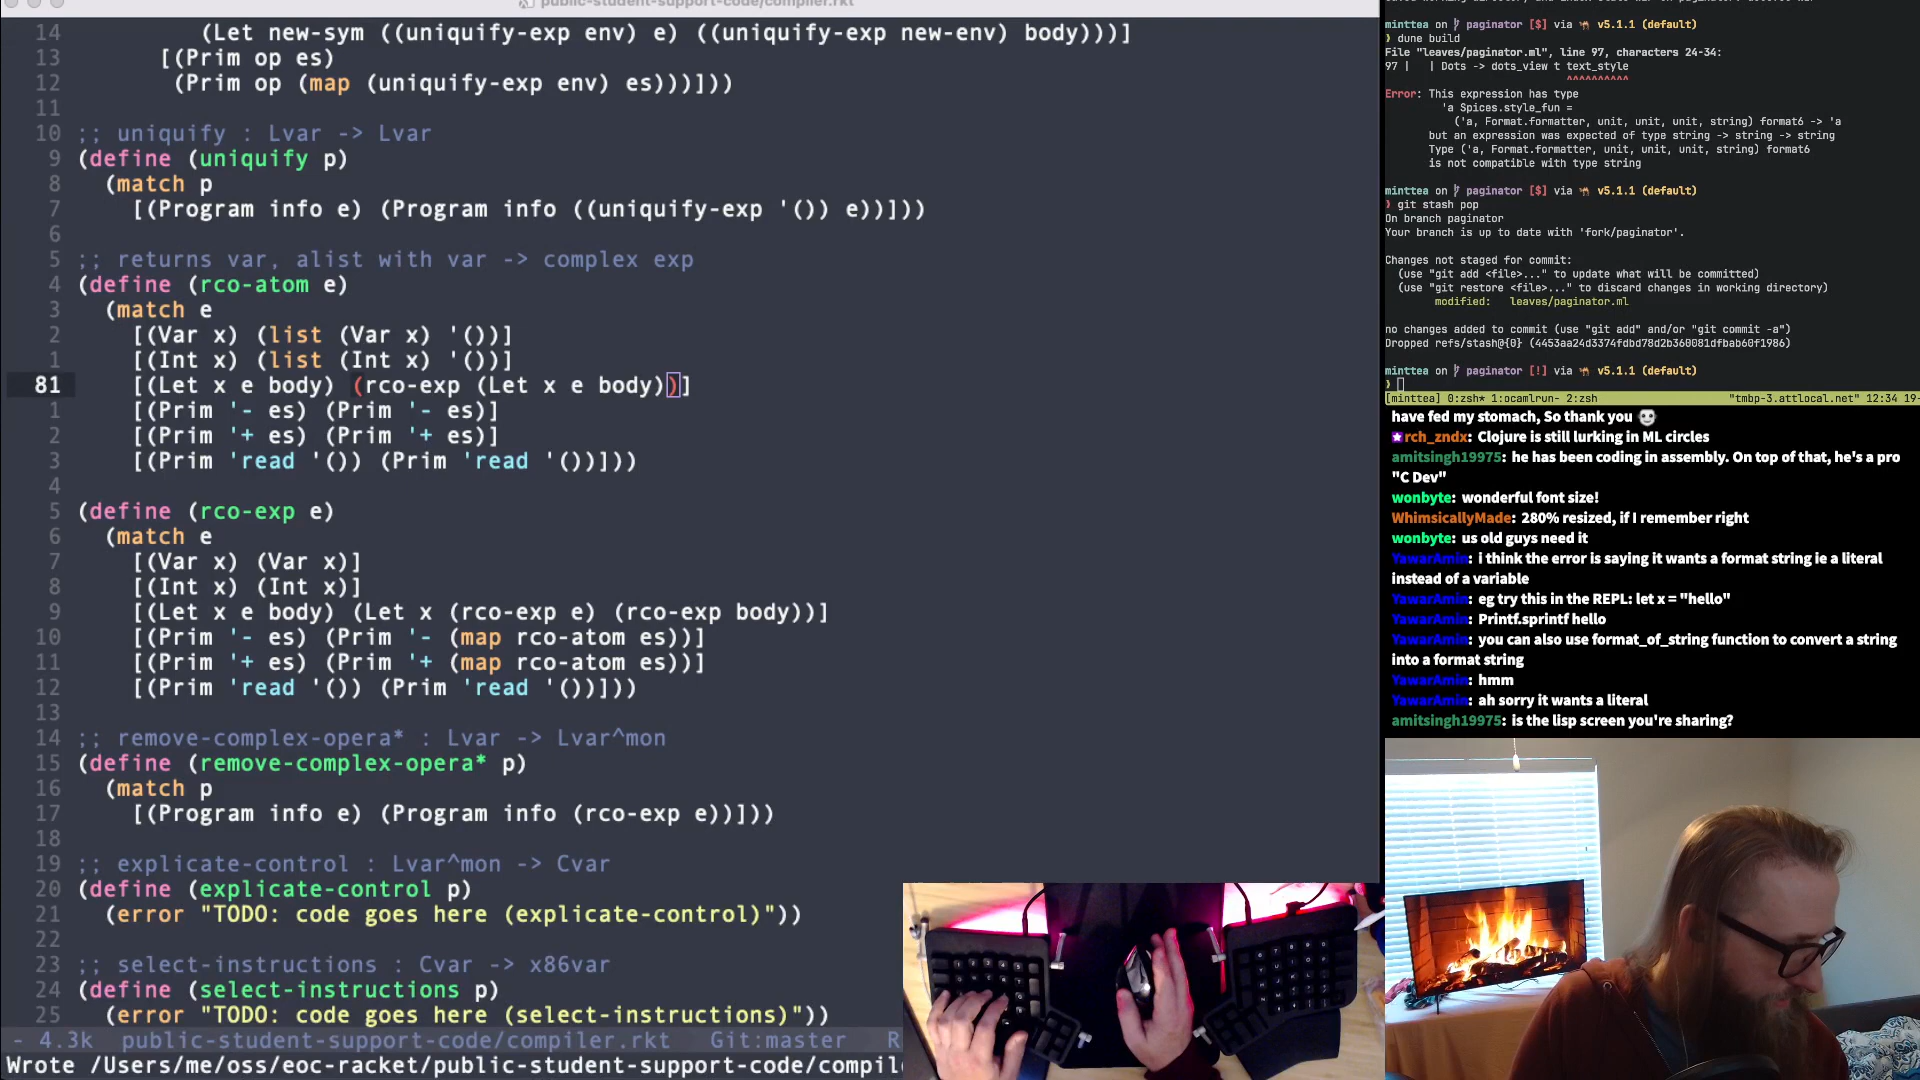 public-student-support-code/compiler.rkt
14 (Let new-sym ((uniquify-exp env) e) ((uniquify-exp new-env) body)))]
13 [(Prim op es)
12 (Prim op (map (uniquify-exp env) es)))]))
11
10 ;; uniquify : Lvar -> Lvar
9 (define (uniquify p)
8 (match p
7 [(Program info e) (Program info ((uniquify-exp '()) e))]))
6
5 ;; returns var, alist with var -> complex exp
4 (define (rco-atom e)
3 (match e
2 [(Var x) (list (Var x) '())]
1 [(Int x) (list (Int x) '())]
81 [(Let x e body) (rco-exp (Let x e body))]
1 [(Prim '- es) (Prim '- es)]
2 [(Prim '+ es) (Prim '+ es)]
3 [(Prim 'read '()) (Prim 'read '())]))
4
5 (define (rco-exp e)
6 (match e
7 [(Var x) (Var x)]
8 [(Int x) (Int x)]
9 [(Let x e body) (Let x (rco-exp e) (rco-exp body))]
10 [(Prim '- es) (Prim '- (map rco-atom es))]
11 [(Prim '+ es) (Prim '+ (map rco-atom es))]
12 [(Prim 'read '()) (Prim 'read '())]))
13
14 ;; remove-complex-opera* : Lvar -> Lvar^mon
15 (define (remove-complex-opera* p)
16 (match p
17 [(Program info e) (Program info (rco-exp e))]))
18
19 ;; explicate-control : Lvar^mon -> Cvar
20 (define (explicate-control p)
21 (error "TODO: code goes here (explicate-control)"))
22
23 ;; select-instructions : Cvar -> x86var
24 (define (select-instructions p)
25 (error "TODO: code goes here (select-instructions)"))
- 4.3k public-student-support-code/compiler.rkt Git:master R
Wrote /Users/me/oss/eoc-racket/public-student-support-code/compil
minttea on paginator [$] via v5.1.1 (default)
dune build
File "leaves/paginator.ml", line 97, characters 24-34:
97 | | Dots -> dots_view t text_style
^^^^^^^^^^
Error: This expression has type
'a Spices.style_fun =
('a, Format.formatter, unit, unit, unit, string) format6 -> 'a
but an expression was expected of type string -> string -> string
Type ('a, Format.formatter, unit, unit, unit, string) format6
is not compatible with type string
minttea on paginator [$] via v5.1.1 (default)
git stash pop
On branch paginator
Your branch is up to date with 'fork/paginator'.
Changes not staged for commit:
(use "git add <file>..." to update what will be committed)
(use "git restore <file>..." to discard changes in working directory)
modified: leaves/paginator.ml
no changes added to commit (use "git add" and/or "git commit -a")
Dropped refs/stash@{0} (4453aa24d3374fdbd78d2b360081dfbab60f1986)
minttea on paginator [!] via v5.1.1 (default)
[minttea] 0:zsh* 1:ocamlrun- 2:zsh "tmbp-3.attlocal.net" 12:34 19-
have fed my stomach, So thank you
rch_zndx: Clojure is still lurking in ML circles
amitsingh19975: he has been coding in assembly. On top of that, he's a pro
"C Dev"
wonbyte: wonderful font size!
WhimsicallyMade: 280% resized, if I remember right
wonbyte: us old guys need it
YawarAmin: i think the error is saying it wants a format string ie a literal
instead of a variable
YawarAmin: eg try this in the REPL: let x = "hello"
YawarAmin: Printf.sprintf hello
YawarAmin: you can also use format_of_string function to convert a string
into a format string
YawarAmin: hmm
YawarAmin: ah sorry it wants a literal
amitsingh19975: is the lisp screen you're sharing?